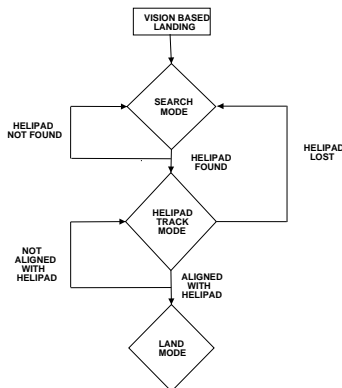 VISION BASED
LANDING
SEARCH
MODE
HELIPAD
NOT FOUND
HELIPAD
FOUND
HELIPAD
LOST
HELIPAD
TRACK
MODE
NOT
ALIGNED
WITH
HELIPAD
ALIGNED
WITH
HELIPAD
LAND
MODE